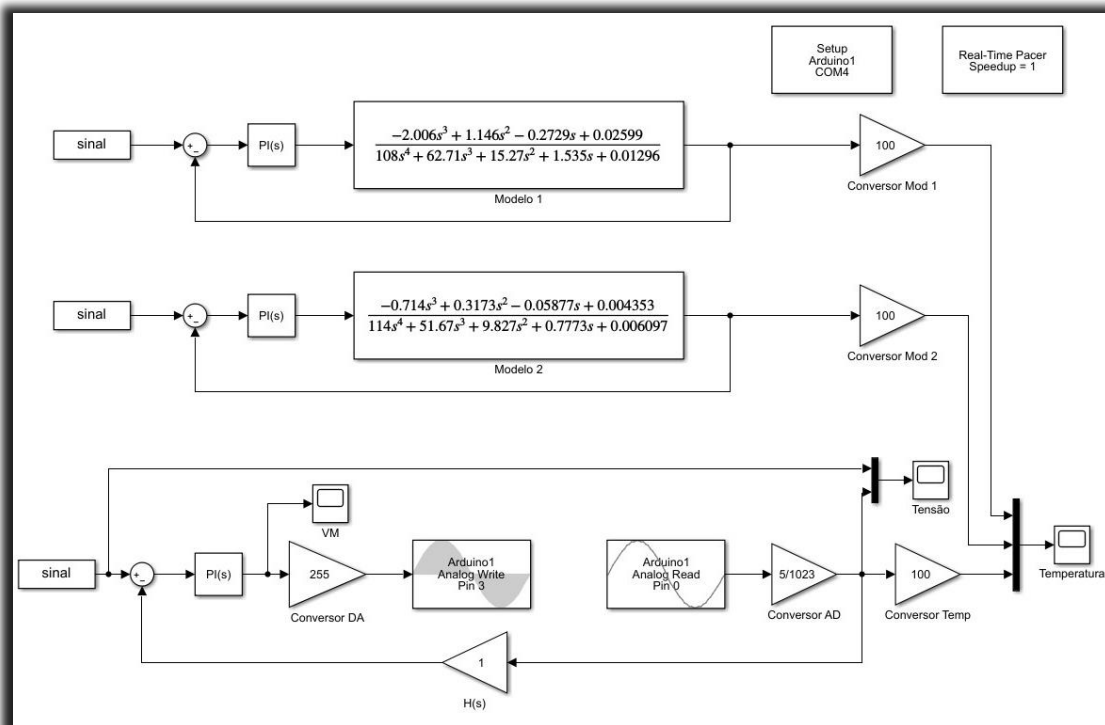 Setup
Arduino1
COM4
Real-Time Pacer
Speedup = 1
sinal
+
-
PI(s)
-2.006s³ + 1.146s² - 0.2729s + 0.02599
108s⁴ + 62.71s³ + 15.27s² + 1.535s + 0.01296
Modelo 1
100
Conversor Mod 1
sinal
+
-
PI(s)
-0.714s³ + 0.3173s² - 0.05877s + 0.004353
114s⁴ + 51.67s³ + 9.827s² + 0.7773s + 0.006097
Modelo 2
100
Conversor Mod 2
Tensão
VM
sinal
+
-
PI(s)
255
Conversor DA
Arduino1
Analog Write
Pin 3
Arduino1
Analog Read
Pin 0
5/1023
Conversor AD
100
Conversor Temp
Temperatura
1
H(s)